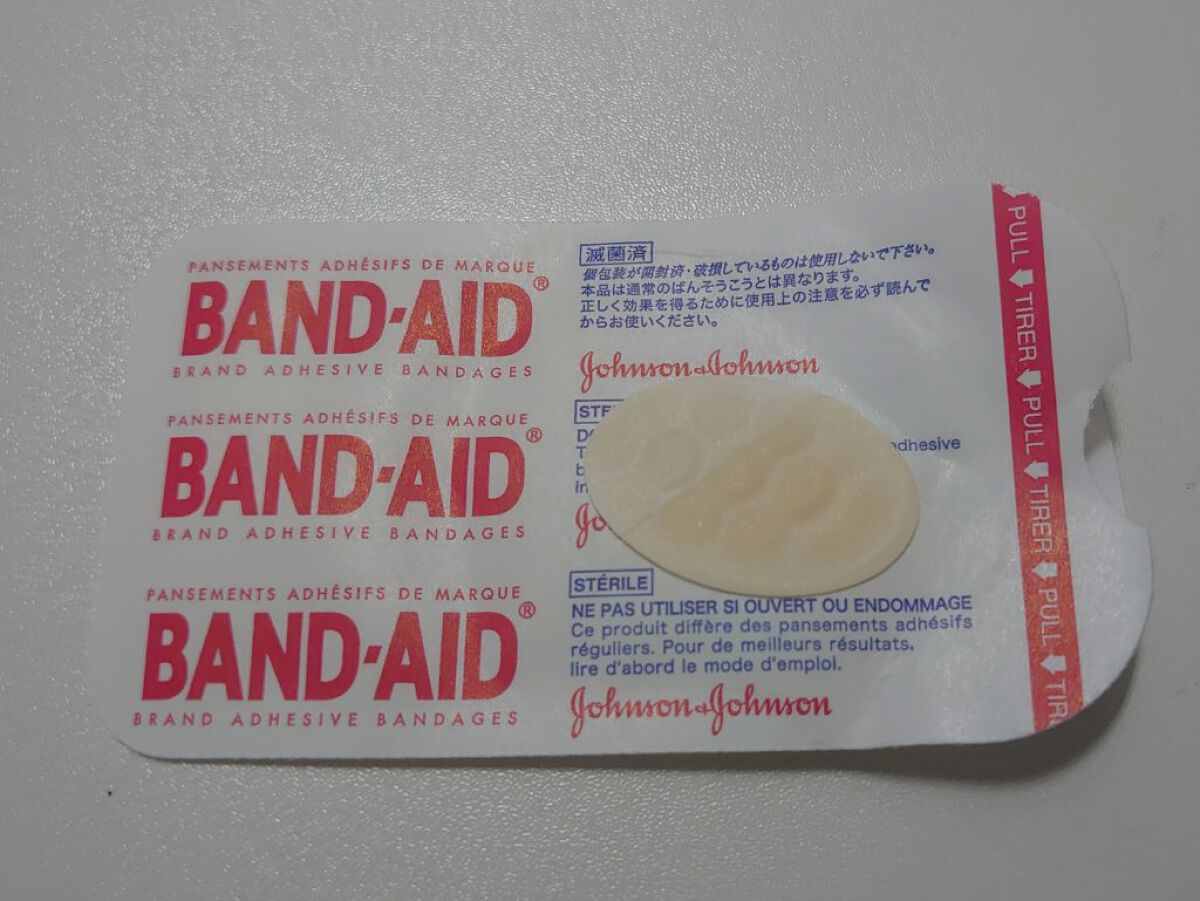 PANSEMENTS ADHÉSIFS DE MARQUE
BAND-AID®
BRAND ADHESIVE BANDAGES
PANSEMENTS ADHÉSIFS DE MARQUE
BAND-AID®
BRAND ADHESIVE BANDAGES
PANSEMENTS ADHÉSIFS DE MARQUE
BAND-AID®
BRAND ADHESIVE BANDAGES
滅菌済
個包装が開封済・破損しているものは使用しないで下さい。
本品は通常のばんそうこうとは異なります。
正しく効果を得るために使用上の注意を必ず読んで
からお使いください。
Johnson & Johnson
STÉRILE
NE PAS UTILISER SI OUVERT OU ENDOMMAGE
Ce produit diffère des pansements adhésifs
réguliers. Pour de meilleurs résultats,
lire d'abord le mode d'emploi.
Johnson & Johnson
PULL TIRER PULL TIRER PULL